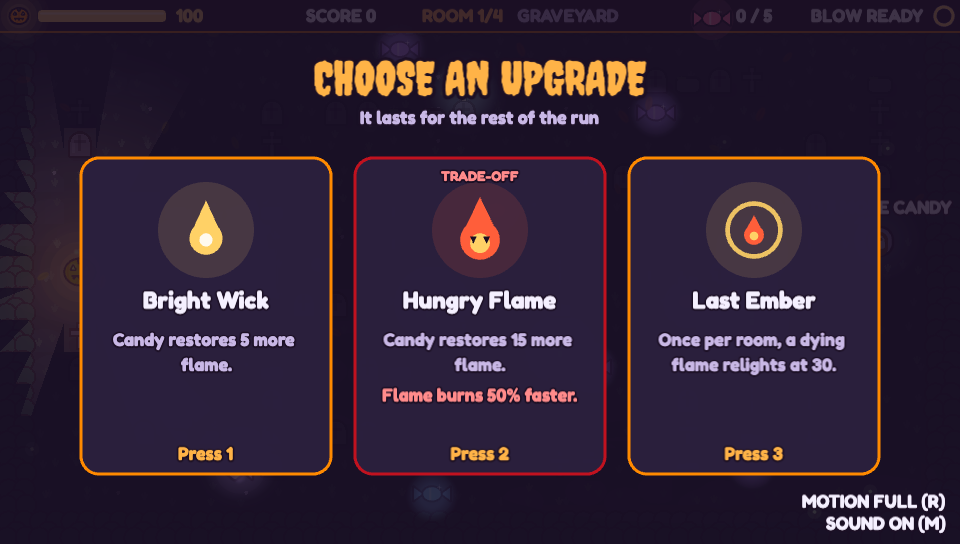 100 SCORE 0 ROOM 1/4 GRAVEYARD 0 / 5 BLOW READY
CHOOSE AN UPGRADE
It lasts for the rest of the run
TRADE-OFF
Bright Wick
Candy restores 5 more
flame.
Press 1
Hungry Flame
Candy restores 15 more
flame.
Flame burns 50% faster.
Press 2
Last Ember
Once per room, a dying
flame relights at 30.
Press 3
CANDY
MOTION FULL (R)
SOUND ON (M)